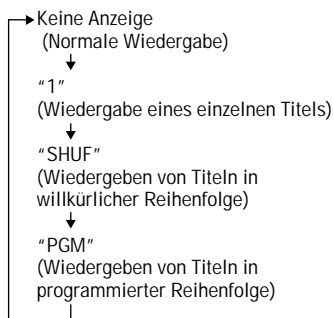 Keine Anzeige
(Normale Wiedergabe)
"1"
(Wiedergabe eines einzelnen Titels)
"SHUF"
(Wiedergeben von Titeln in
willkürlicher Reihenfolge)
"PGM"
(Wiedergeben von Titeln in
programmierter Reihenfolge)